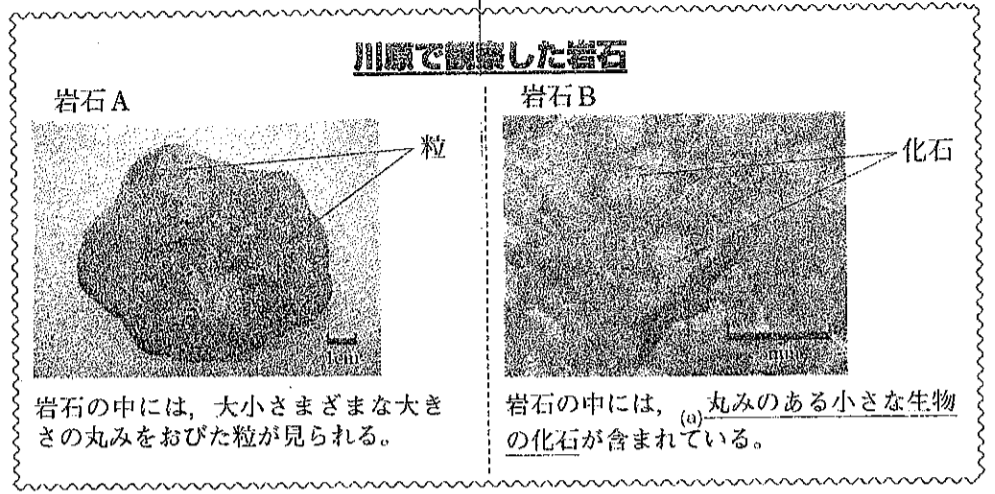 川原で観察した岩石
岩石A
岩石B
粒
化石
1cm
岩石の中には，大小さまざまな大き
さの丸みをおびた粒が見られる。
岩石の中には，(a)丸みのある小さな生物
の化石が含まれている。